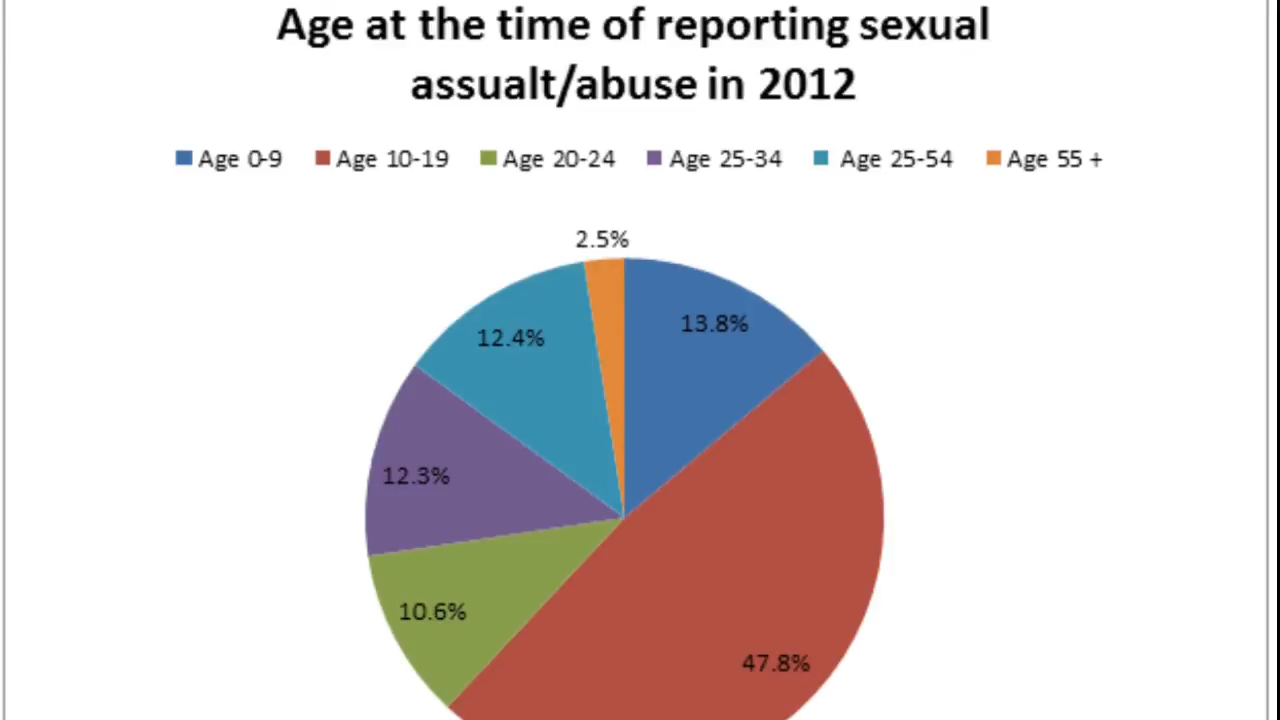 Age at the time of reporting sexual
assualt/abuse in 2012
Age 0-9 Age 10-19 Age 20-24 Age 25-34 Age 25-54 Age 55 +
2.5%
13.8%
12.4%
12.3%
10.6%
47.8%